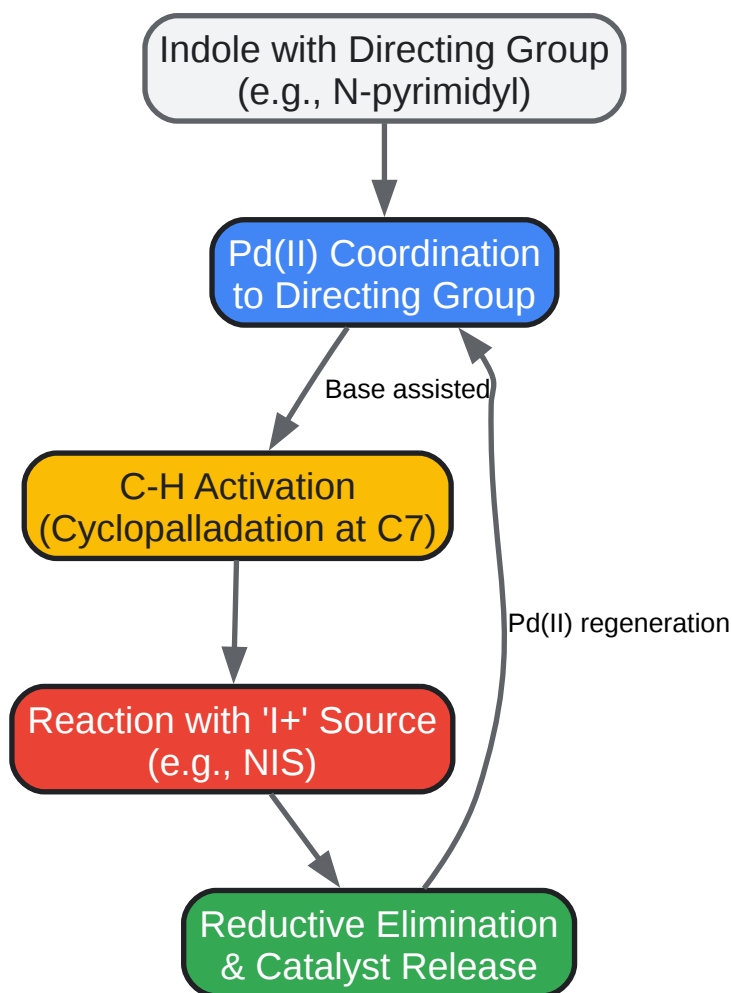 Indole with Directing Group
(e.g., N-pyrimidyl)
Pd(II) Coordination
to Directing Group
Base assisted
C-H Activation
(Cyclopalladation at C7)
Pd(II) regeneration
Reaction with 'I+' Source
(e.g., NIS)
Reductive Elimination
& Catalyst Release